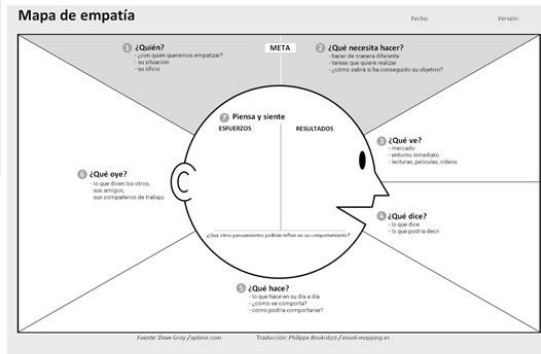 Mapa de empatía
Fecha:
Versión:
1 ¿Quién?
- ¿con quién queremos empatizar?
- su situación
- su oficio
META
2 ¿Qué necesita hacer?
- hacer de manera diferente
- tareas que quiere realizar
- ¿cómo sabrá si ha conseguido su objetivo?
7 Piensa y siente
ESFUERZOS
RESULTADOS
3 ¿Qué ve?
- mercado
- entorno inmediato
- lecturas, películas, vídeos
6 ¿Qué oye?
- lo que dicen los otros,
sus amigos,
sus compañeros de trabajo
4 ¿Qué dice?
- lo que dice
- lo que podría decir
¿Qué otros pensamientos podrían influir en su comportamiento?
5 ¿Qué hace?
- lo que hace en su día a día
- ¿cómo se comporta?
- cómo podría comportarse?
Fuente: Dave Gray / xplane.com
Traducción: Philippe Boukobza / visual-mapping.es